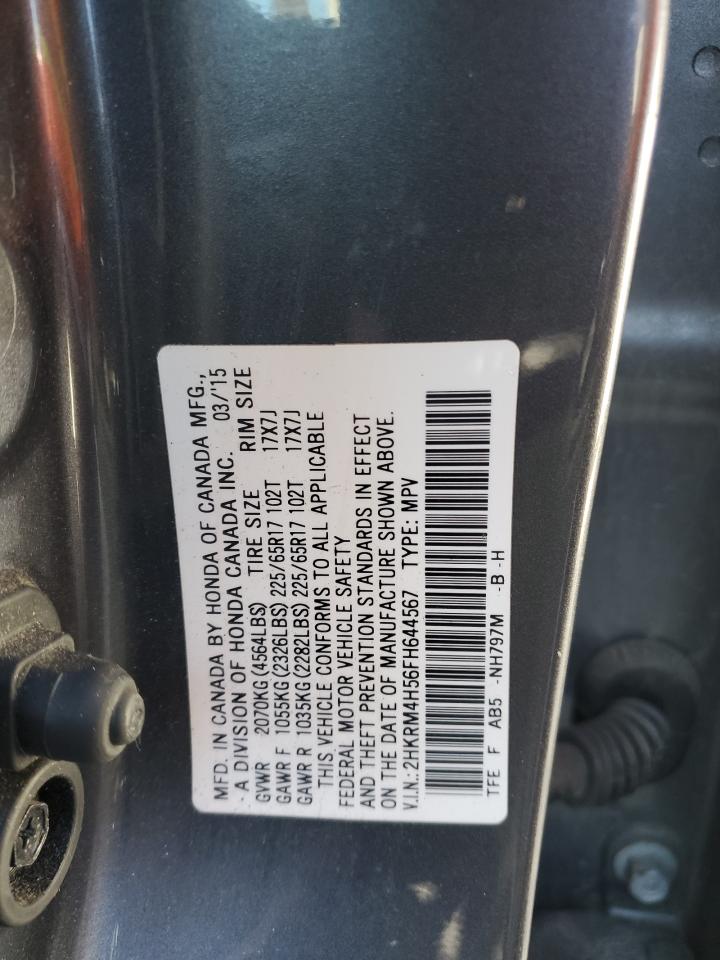 MFD. IN CANADA BY HONDA OF CANADA MFG.,
A DIVISION OF HONDA CANADA INC. 03/'15
GVWR 2070KG (4564LBS) TIRE SIZE RIM SIZE
GAWR F 1055KG (2326LBS) 225/65R17 102T 17X7J
GAWR R 1035KG (2282LBS) 225/65R17 102T 17X7J
THIS VEHICLE CONFORMS TO ALL APPLICABLE
FEDERAL MOTOR VEHICLE SAFETY
AND THEFT PREVENTION STANDARDS IN EFFECT
ON THE DATE OF MANUFACTURE SHOWN ABOVE.
V.I.N.: 2HKRM4H56FH644567 TYPE: MPV
TFE F AB5 -NH797M -B -H